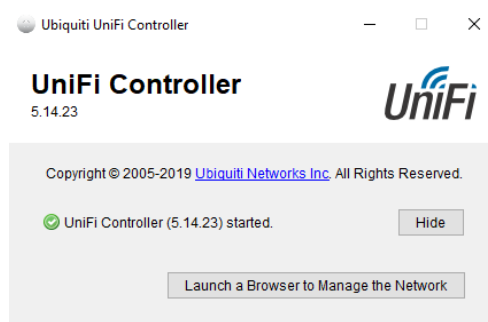 Ubiquiti UniFi Controller
UniFi Controller
5.14.23
UniFi
Copyright © 2005-2019 Ubiquiti Networks Inc. All Rights Reserved.
UniFi Controller (5.14.23) started.
Hide
Launch a Browser to Manage the Network